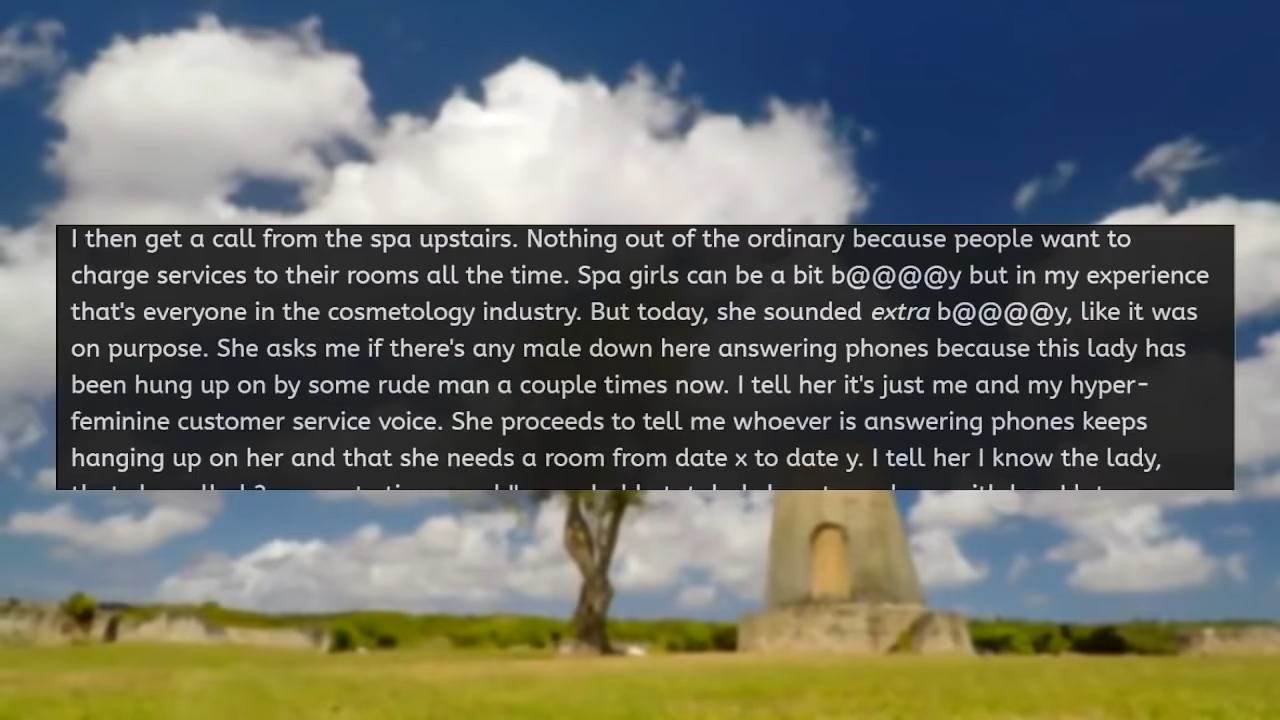 I then get a call from the spa upstairs. Nothing out of the ordinary because people want to
charge services to their rooms all the time. Spa girls can be a bit b@@@@y but in my experience
that's everyone in the cosmetology industry. But today, she sounded extra b@@@@y, like it was
on purpose. She asks me if there's any male down here answering phones because this lady has
been hung up on by some rude man a couple times now. I tell her it's just me and my hyper-
feminine customer service voice. She proceeds to tell me whoever is answering phones keeps
hanging up on her and that she needs a room from date x to date y. I tell her I know the lady,